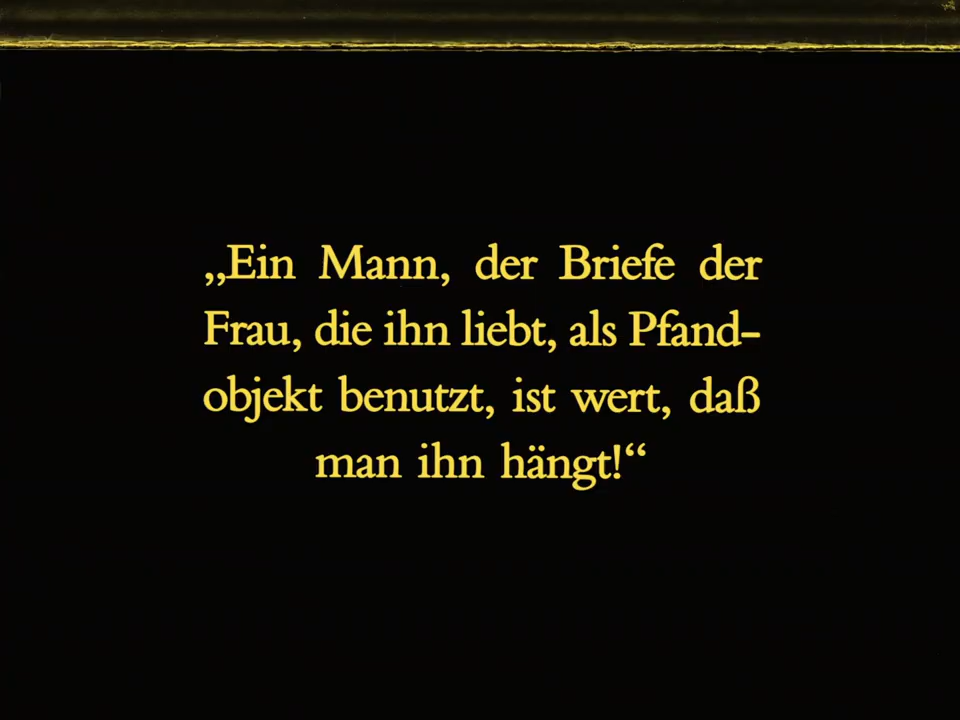 „Ein Mann, der Briefe der
Frau, die ihn liebt, als Pfand-
objekt benutzt, ist wert, daß
man ihn hängt!“